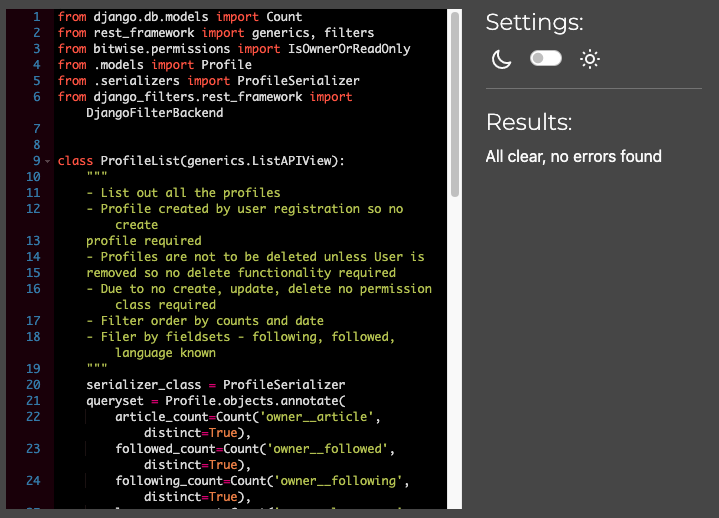 1 from django.db.models import Count
2 from rest_framework import generics, filters
3 from bitwise.permissions import IsOwnerOrReadOnly
4 from .models import Profile
5 from .serializers import ProfileSerializer
6 from django_filters.rest_framework import
DjangoFilterBackend
7
8
9 class ProfileList(generics.ListAPIView):
10 """
11 - List out all the profiles
12 - Profile created by user registration so no
create
13 profile required
14 - Profiles are not to be deleted unless User is
15 removed so no delete functionality required
16 - Due to no create, update, delete no permission
class required
17 - Filter order by counts and date
18 - Filer by fieldsets - following, followed,
language known
19 """
20 serializer_class = ProfileSerializer
21 queryset = Profile.objects.annotate(
22 article_count=Count('owner__article',
distinct=True),
23 followed_count=Count('owner__followed',
distinct=True),
24 following_count=Count('owner__following',
distinct=True),
Settings:
Results:
All clear, no errors found